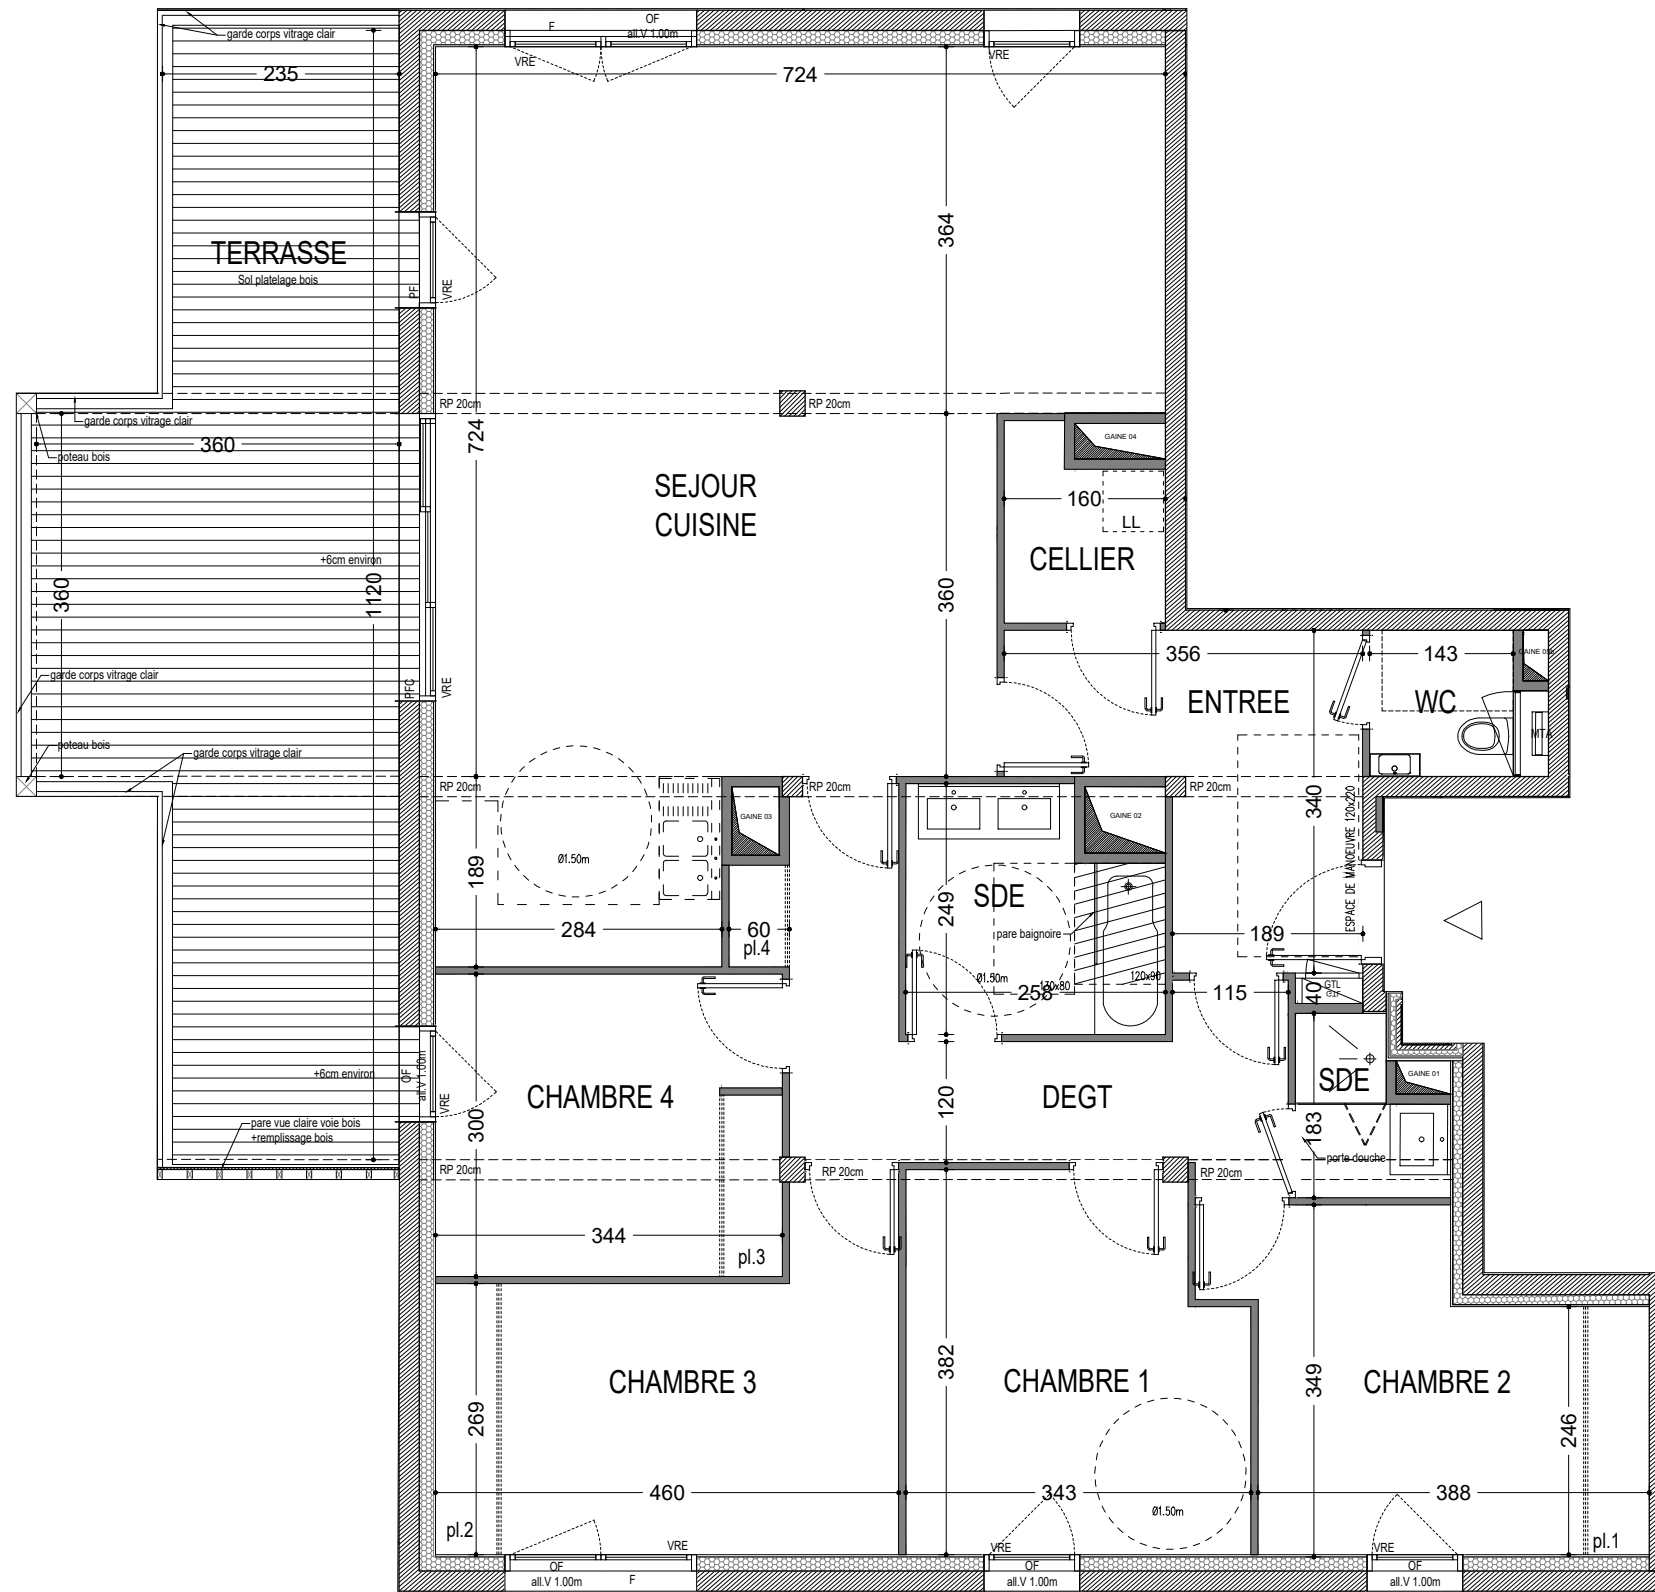 garde corps vitrage clair
F
OF
all.V 1.00m
VRE
VRE
235
724
TERRASSE
Sol platelage bois
PF
VRE
364
RP 20cm
RP 20cm
garde corps vitrage clair
360
poteau bois
724
GAINE 04
SEJOUR
CUISINE
160
LL
CELLIER
+6cm environ
360
1120
360
356
143
GAINE 05b
garde corps vitrage clair
PFC
VRE
ENTREE
WC
MTA
poteau bois
garde corps vitrage clair
RP 20cm
RP 20cm
RP 20cm
340
ESPACE DE MANOEUVRE 120x220
GAINE 03
GAINE 02
Ø1.50m
189
SDE
249
pare baignoire
284
60
pl.4
189
Ø1.50m
130x80
120x90
258
115
40
GTL
GTL
+6cm environ
OF
all.V 1.00m
VRE
CHAMBRE 4
300
120
DEGT
SDE
GAINE 01
183
pare vue claire voie bois
+remplissage bois
porte douche
RP 20cm
RP 20cm
RP 20cm
344
pl.3
CHAMBRE 3
382
CHAMBRE 1
349
CHAMBRE 2
269
246
460
343
388
Ø1.50m
pl.2
pl.1
VRE
VRE
VRE
OF
OF
OF
all.V 1.00m
F
all.V 1.00m
all.V 1.00m